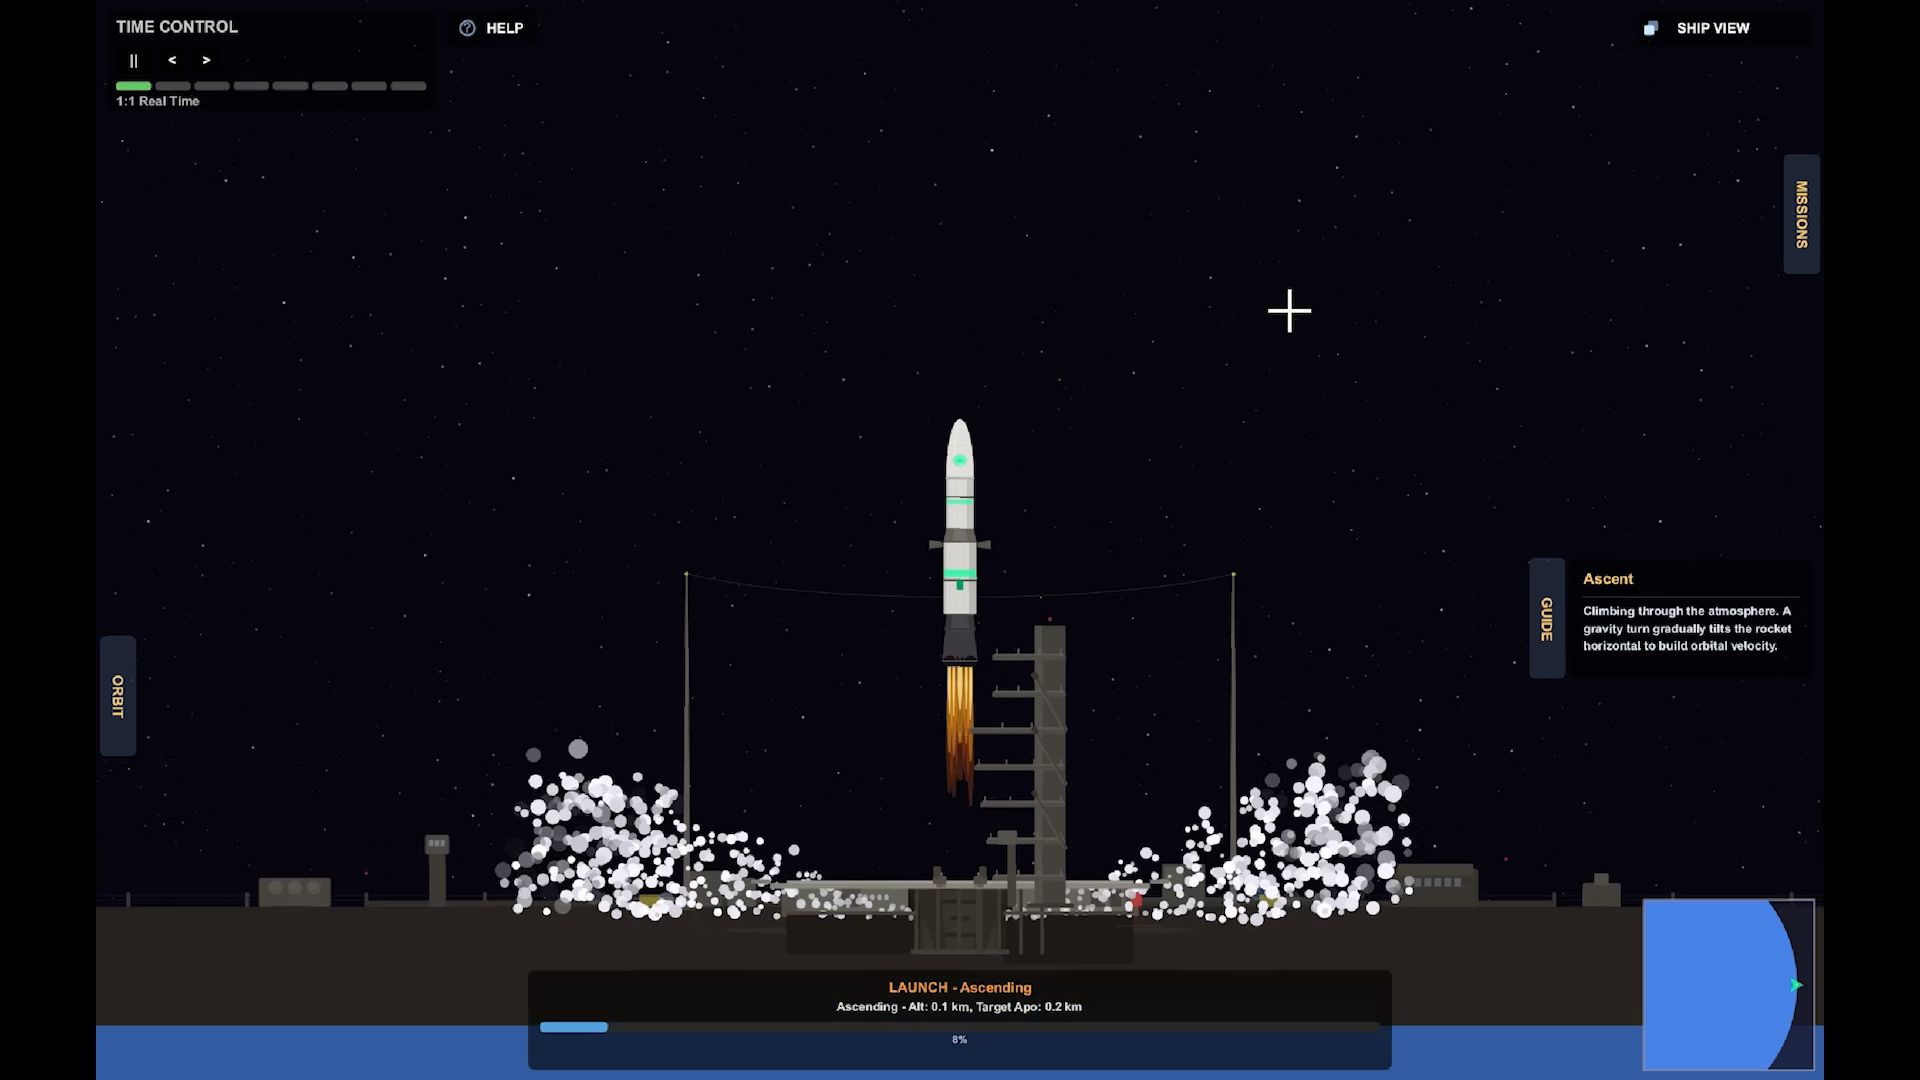 TIME CONTROL
HELP
SHIP VIEW
|| < >
1:1 Real Time
MISSIONS
Ascent
GUIDE
Climbing through the atmosphere. A
gravity turn gradually tilts the rocket
horizontal to build orbital velocity.
ORBIT
LAUNCH - Ascending
Ascending - Alt: 0.1 km, Target Apo: 0.2 km
8%